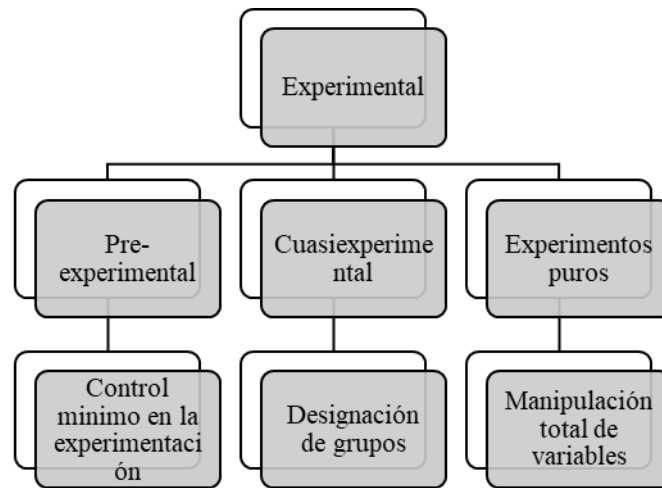 Experimental
Pre-
experimental
Cuasiexperime
ntal
Experimentos
puros
Control
minimo en la
experimentaci
ón
Designación
de grupos
Manipulación
total de
variables